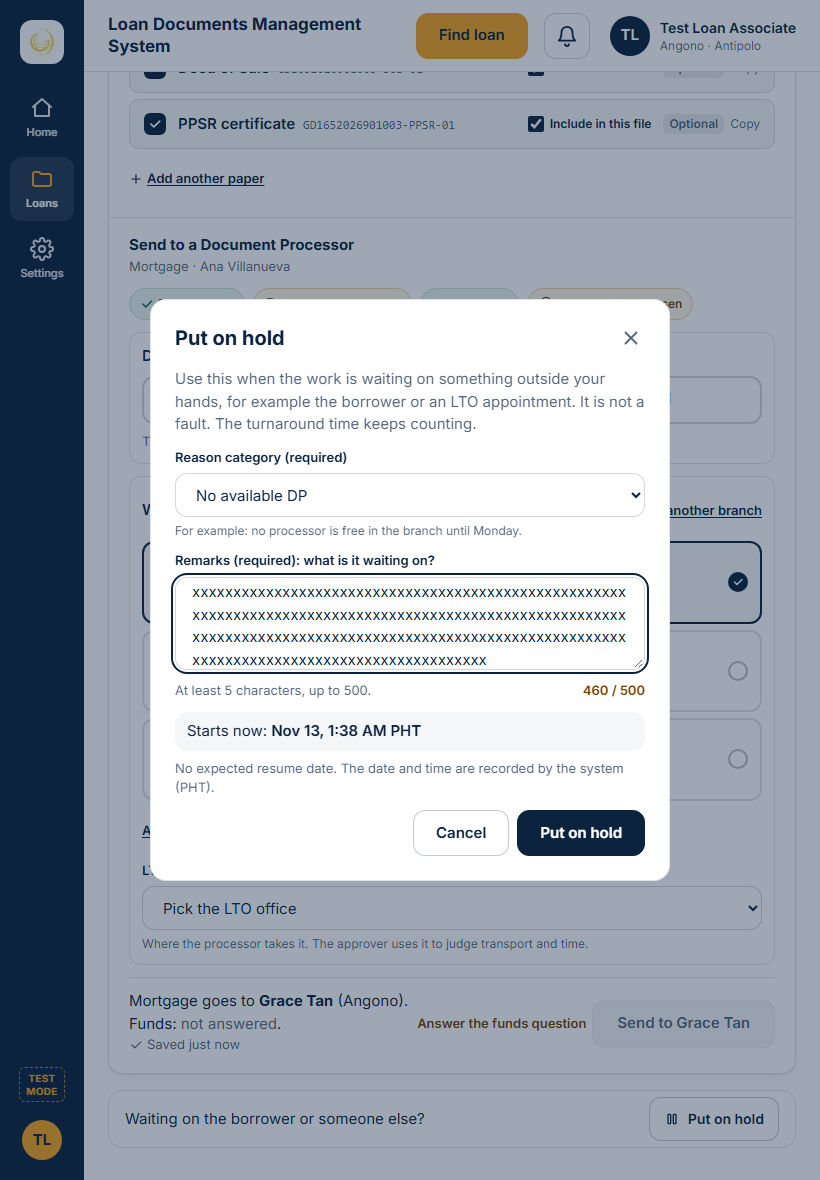 Loan Documents Management System
Find loan
TL
Test Loan Associate
Angono · Antipolo
Home
Loans
Settings
PPSR certificate GD1652026901003-PPSR-01
Include in this file
Optional
Copy
+ Add another paper
Send to a Document Processor
Mortgage · Ana Villanueva
Put on hold
Use this when the work is waiting on something outside your
hands, for example the borrower or an LTO appointment. It is not a
fault. The turnaround time keeps counting.
Reason category (required)
No available DP
For example: no processor is free in the branch until Monday.
another branch
Remarks (required): what is it waiting on?
xxxxxxxxxxxxxxxxxxxxxxxxxxxxxxxxxxxxxxxxxxxxxxxxxxxxx
xxxxxxxxxxxxxxxxxxxxxxxxxxxxxxxxxxxxxxxxxxxxxxxxxxxxx
xxxxxxxxxxxxxxxxxxxxxxxxxxxxxxxxxxxxxxxxxxxxxxxxxxxxx
xxxxxxxxxxxxxxxxxxxxxxxxxxxxxxxxxxxx
At least 5 characters, up to 500.
460 / 500
Starts now: Nov 13, 1:38 AM PHT
No expected resume date. The date and time are recorded by the system
(PHT).
Cancel
Put on hold
Pick the LTO office
Where the processor takes it. The approver uses it to judge transport and time.
Mortgage goes to Grace Tan (Angono).
Funds: not answered.
Saved just now
Answer the funds question
Send to Grace Tan
Waiting on the borrower or someone else?
Put on hold
TEST
MODE
TL